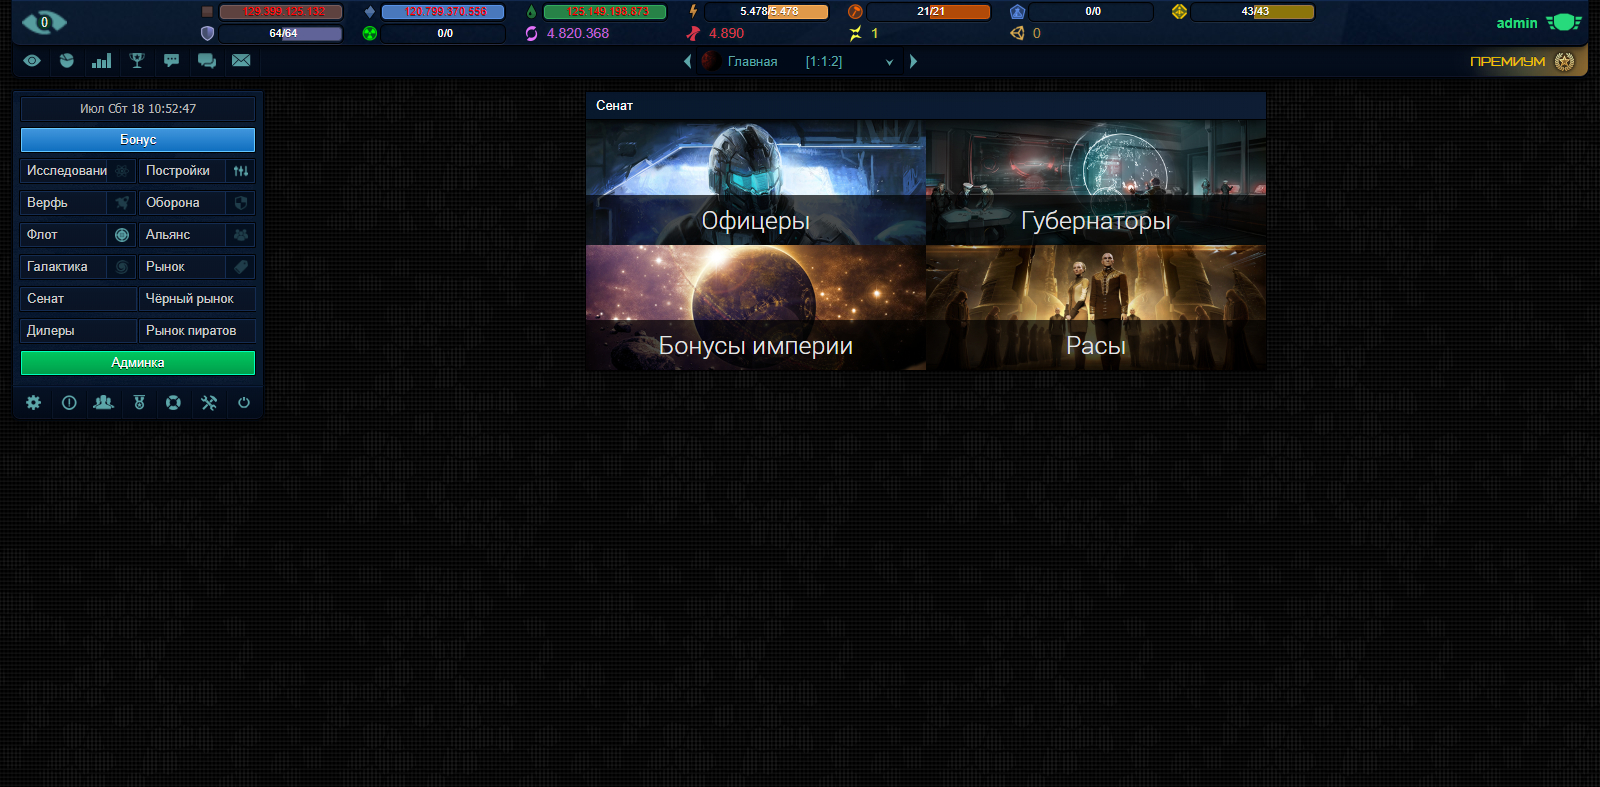 0
129.999.125.132
120.799.370.556
125.149.198.873
5.478/5.478
21/21
0/0
43/43
64/64
0/0
4.820.368
4.890
1
0
admin
Главная [1:1:2]
ПРЕМИУМ
Июл Сбт 18 10:52:47
Бонус
Исследовани
Постройки
Верфь
Оборона
Флот
Альянс
Галактика
Рынок
Сенат
Чёрный рынок
Дилеры
Рынок пиратов
Админка
Сенат
Офицеры
Губернаторы
Бонусы империи
Расы